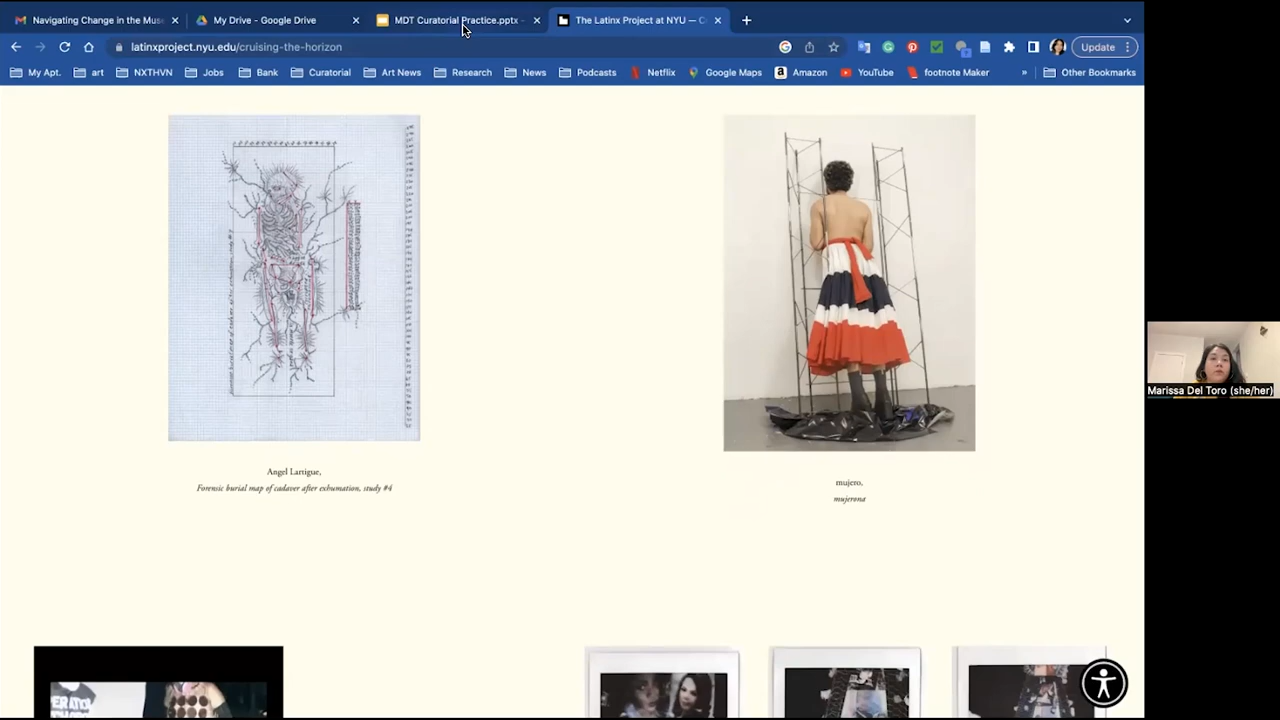 Navigating Change in the Muse
My Drive - Google Drive
MDT Curatorial Practice.pptx -
The Latinx Project at NYU — C
latinxproject.nyu.edu/cruising-the-horizon
Update
My Apt.
art
NXTHVN
Jobs
Bank
Curatorial
Art News
Research
News
Podcasts
Netflix
Google Maps
Amazon
YouTube
footnote Maker
»
Other Bookmarks
Angel Lartigue,
Forensic burial map of cadaver after exhumation, study #4
mujero,
mujerona
Marissa Del Toro (she/her)